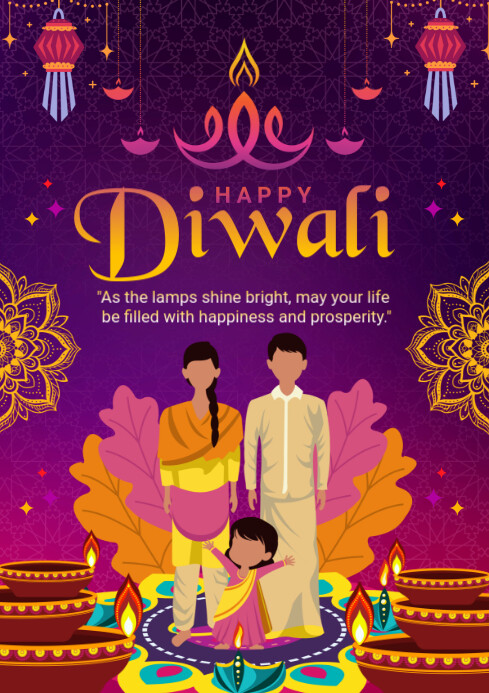 HAPPY
Diwali
"As the lamps shine bright, may your life
be filled with happiness and prosperity."